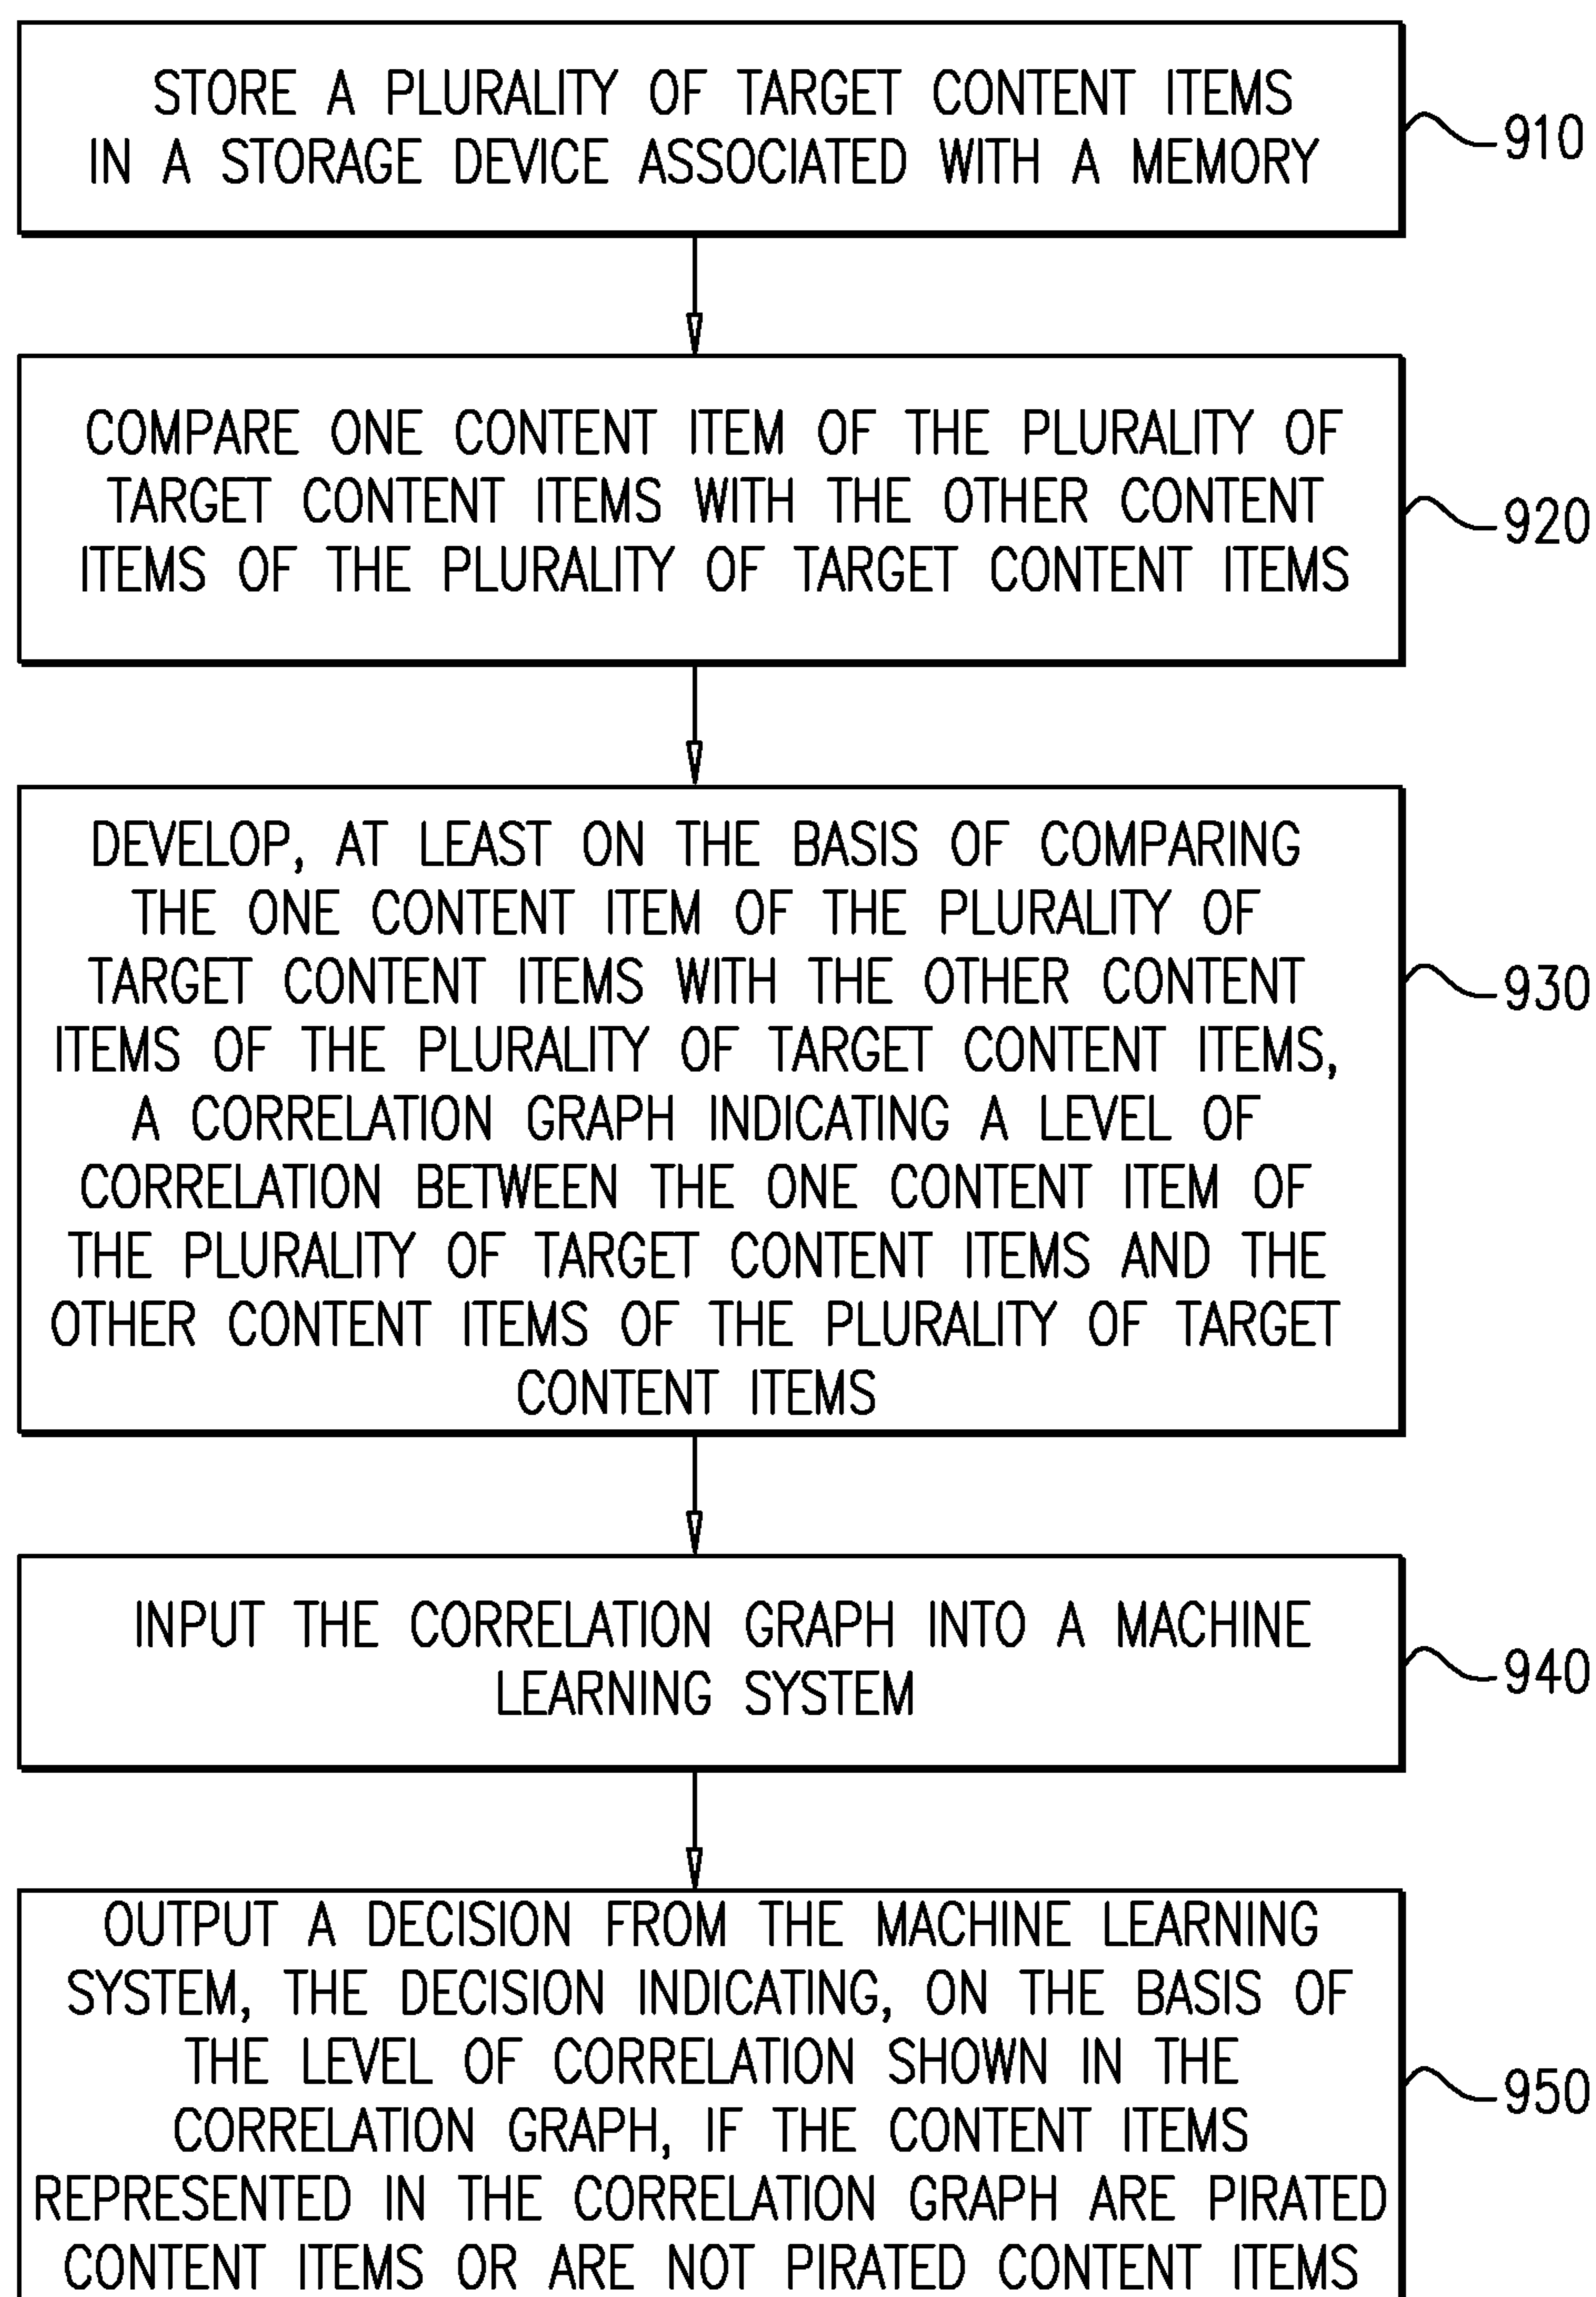 STORE A PLURALITY OF TARGET CONTENT ITEMS
IN A STORAGE DEVICE ASSOCIATED WITH A MEMORY
910
COMPARE ONE CONTENT ITEM OF THE PLURALITY OF
TARGET CONTENT ITEMS WITH THE OTHER CONTENT
ITEMS OF THE PLURALITY OF TARGET CONTENT ITEMS
920
DEVELOP, AT LEAST ON THE BASIS OF COMPARING
THE ONE CONTENT ITEM OF THE PLURALITY OF
TARGET CONTENT ITEMS WITH THE OTHER CONTENT
ITEMS OF THE PLURALITY OF TARGET CONTENT ITEMS,
A CORRELATION GRAPH INDICATING A LEVEL OF
CORRELATION BETWEEN THE ONE CONTENT ITEM OF
THE PLURALITY OF TARGET CONTENT ITEMS AND THE
OTHER CONTENT ITEMS OF THE PLURALITY OF TARGET
CONTENT ITEMS
930
INPUT THE CORRELATION GRAPH INTO A MACHINE
LEARNING SYSTEM
940
OUTPUT A DECISION FROM THE MACHINE LEARNING
SYSTEM, THE DECISION INDICATING, ON THE BASIS OF
THE LEVEL OF CORRELATION SHOWN IN THE
CORRELATION GRAPH, IF THE CONTENT ITEMS
REPRESENTED IN THE CORRELATION GRAPH ARE PIRATED
CONTENT ITEMS OR ARE NOT PIRATED CONTENT ITEMS
950